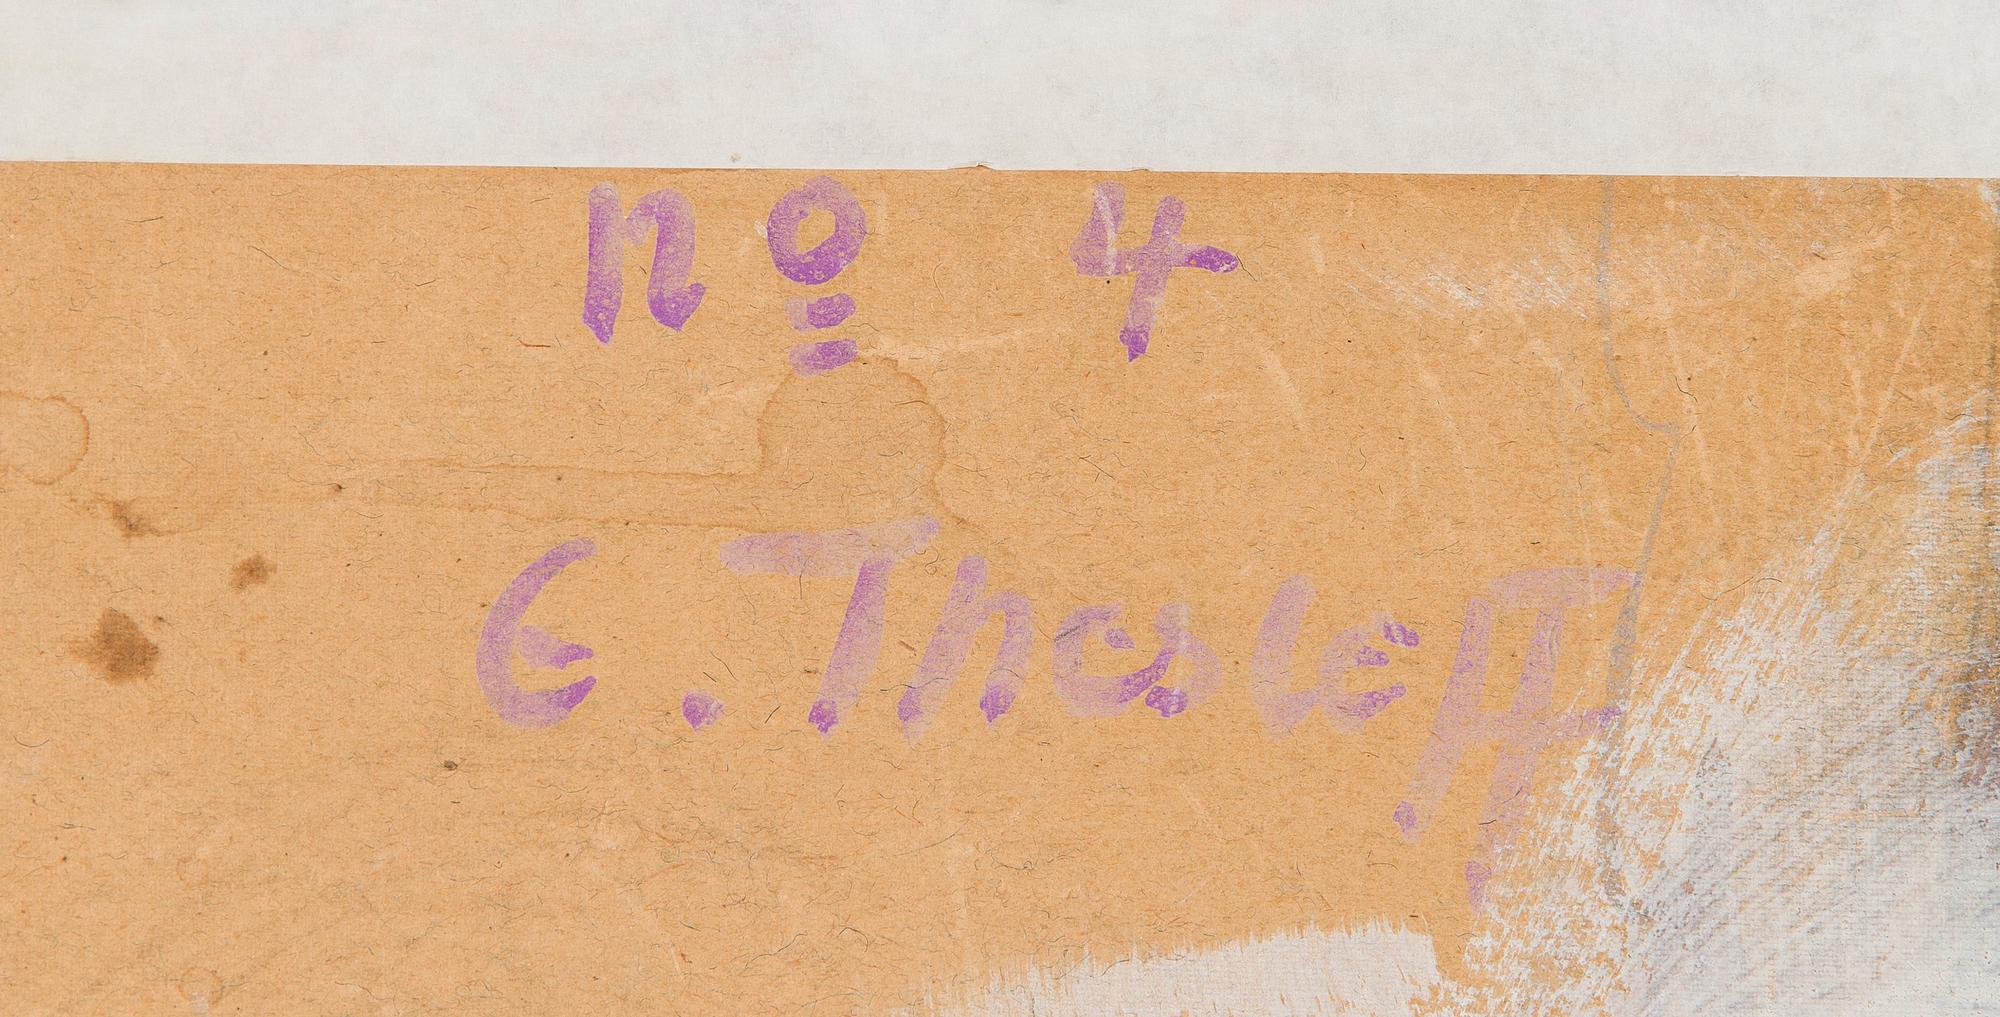 nº 4
E. Thesleff